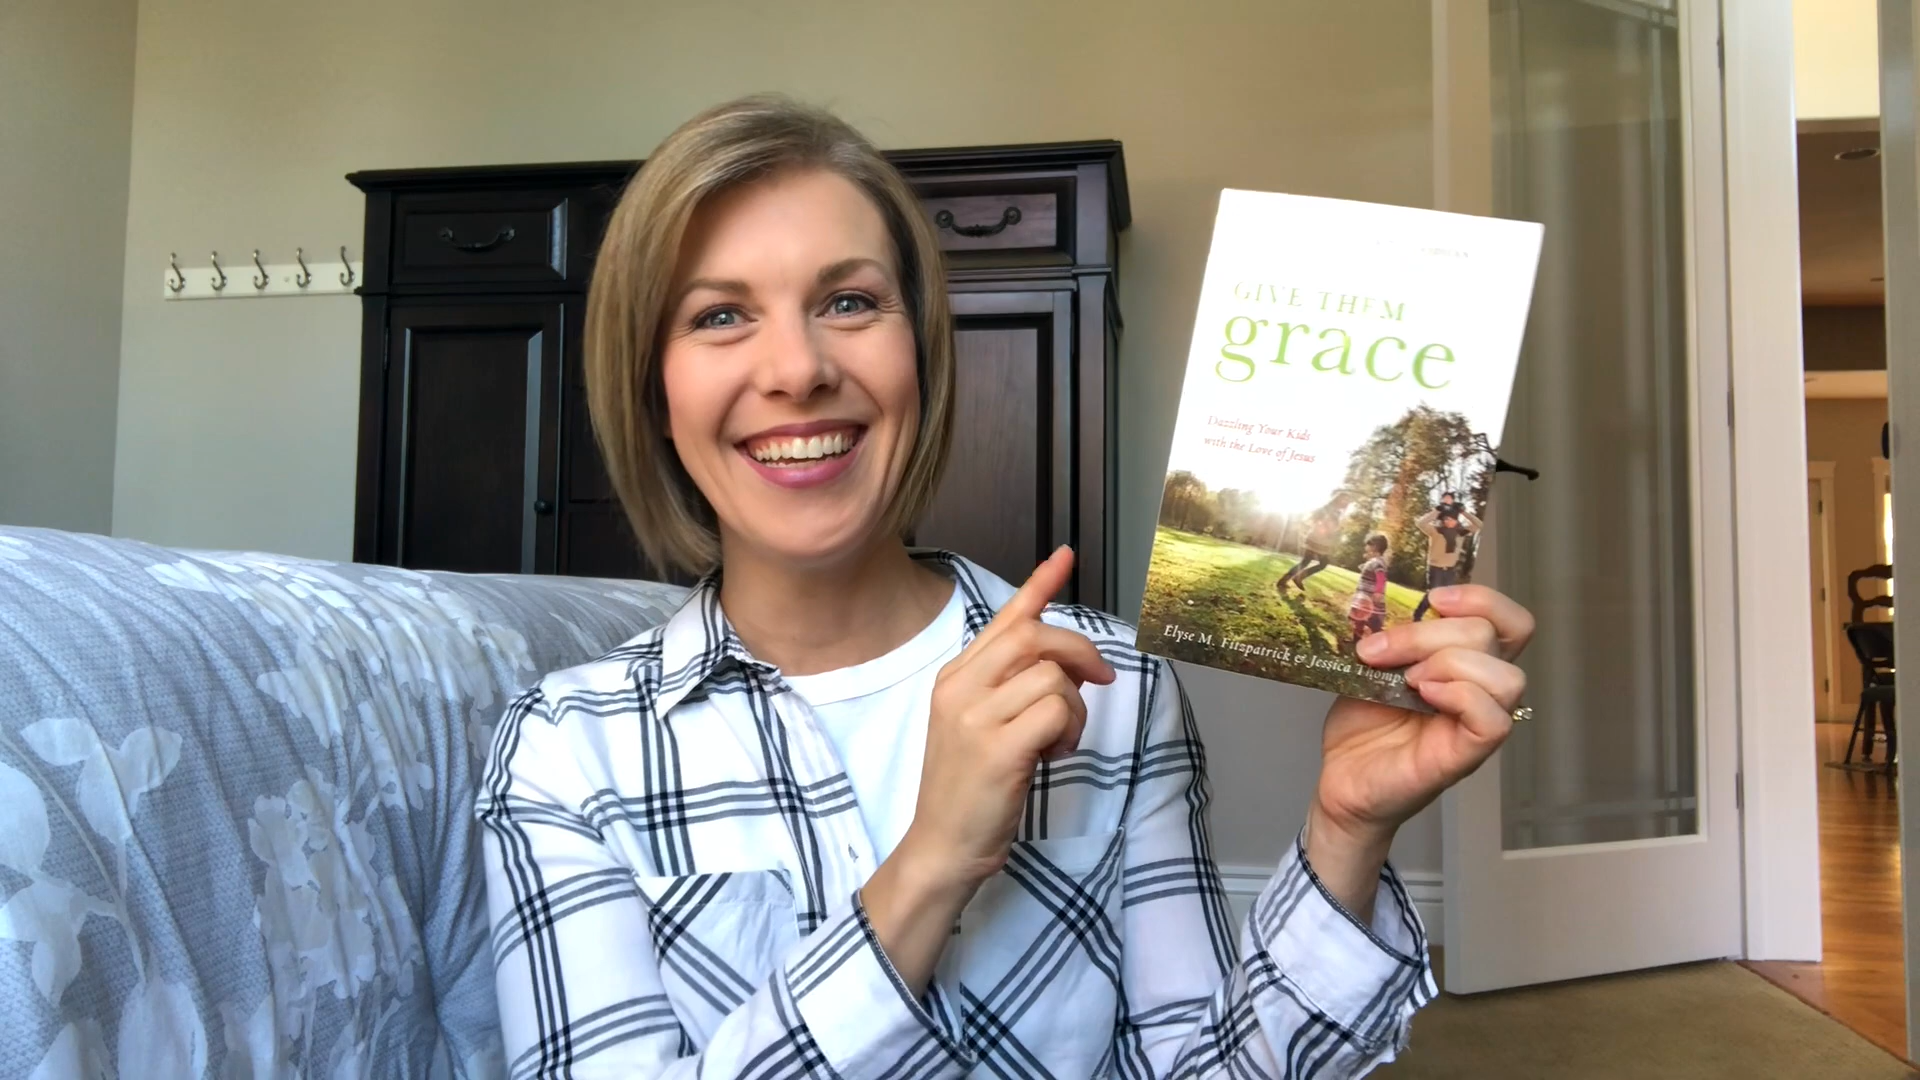 GIVE THEM
grace
Dazzling Your Kids
with the Love of Jesus
Elyse M. Fitzpatrick & Jessica Thomps